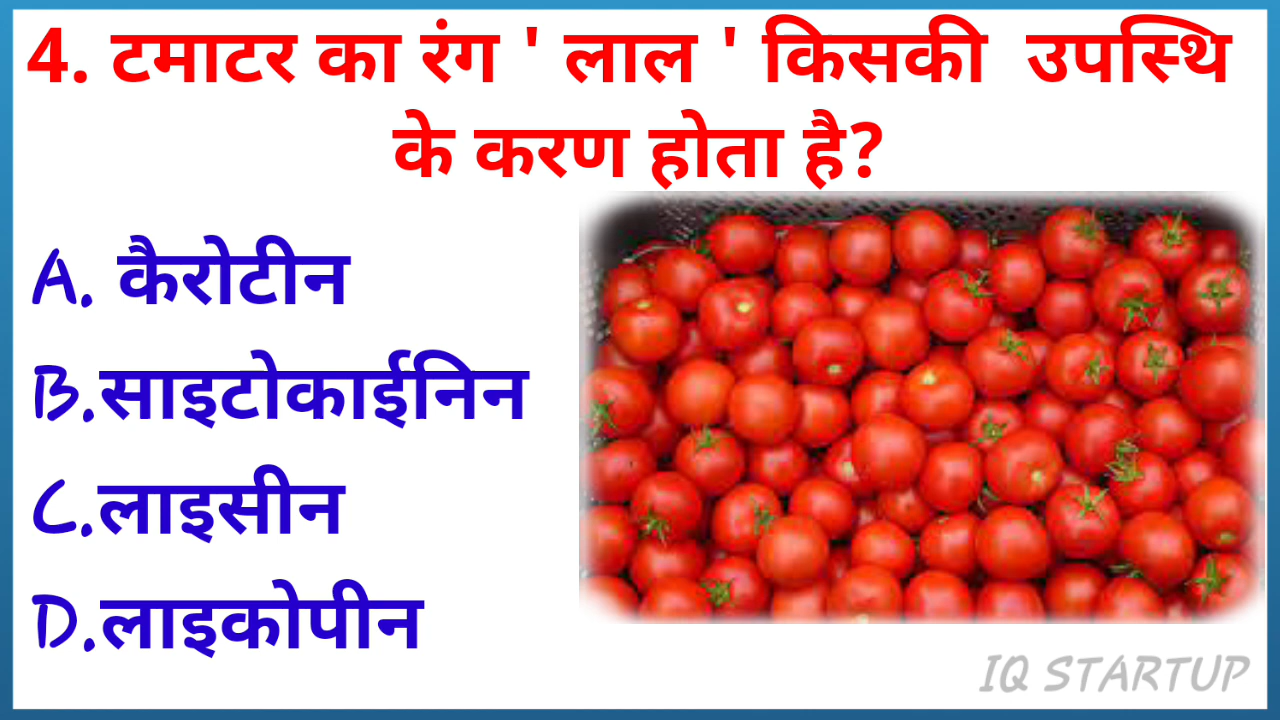 4. टमाटर का रंग ' लाल ' किसकी उपस्थि
के करण होता है?
A. कैरोटीन
B.साइटोकाईनिन
C.लाइसीन
D.लाइकोपीन
IQ STARTUP